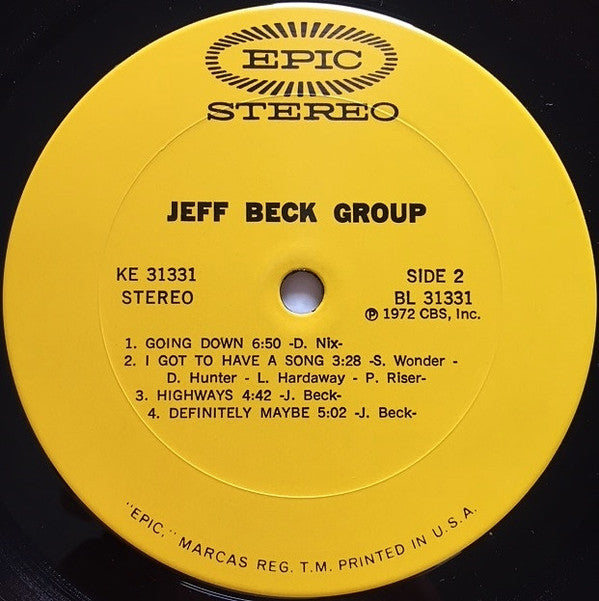 EPIC
STEREO
JEFF BECK GROUP
KE 31331
STEREO
SIDE 2
BL 31331
℗ 1972 CBS, Inc.
1. GOING DOWN 6:50 -D. Nix-
2. I GOT TO HAVE A SONG 3:28 -S. Wonder -
D. Hunter - L. Hardaway - P. Riser-
3. HIGHWAYS 4:42 -J. Beck-
4. DEFINITELY MAYBE 5:02 -J. Beck-
"EPIC," MARCAS REG. T.M. PRINTED IN U.S.A.